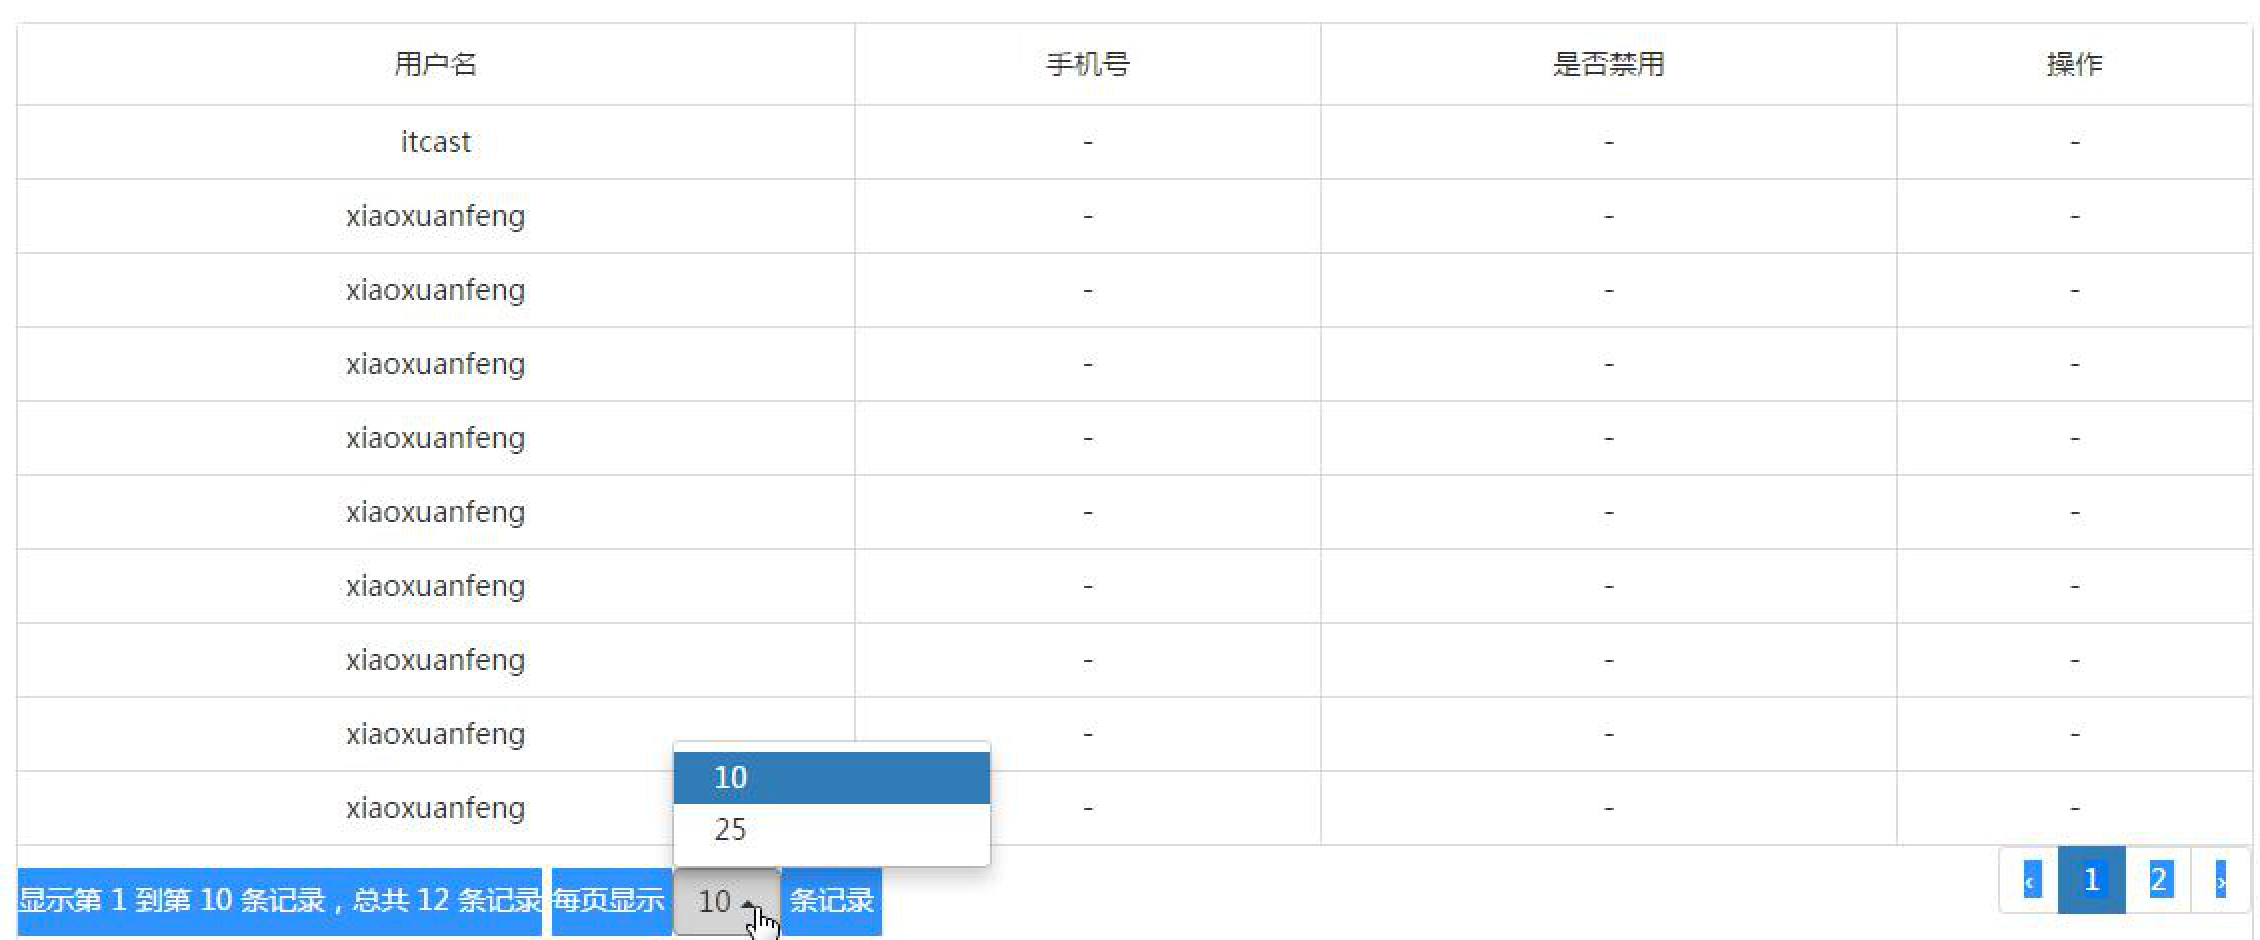 用户名 手机号 是否禁用 操作
itcast - - -
xiaoxuanfeng - - -
xiaoxuanfeng - - -
xiaoxuanfeng - - -
xiaoxuanfeng - - -
xiaoxuanfeng - - -
xiaoxuanfeng - - -
xiaoxuanfeng - - -
xiaoxuanfeng - - -
xiaoxuanfeng - - -
10
25
显示第 1 到第 10 条记录，总共 12 条记录 每页显示 10 条记录 ‹ 1 2 ›